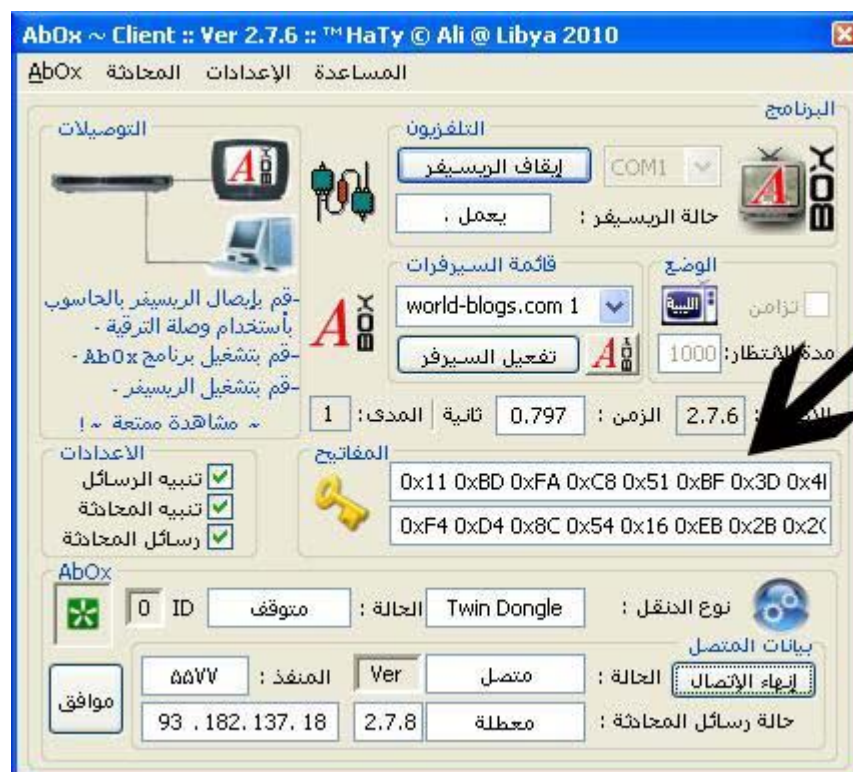 AbOx ~ Client :: Ver 2.7.6 :: ™HaTy © Ali @ Libya 2010
AbOx المحادثة الإعدادات المساعدة
البرنامج
التلفزيون
COM1 إيقاف الريسيفر
حالة الريسيفر : يعمل .
A BOX
الوضع
الليبية تزامن
مدة الانتظار: 1000
قائمة السيرفرات
world-blogs.com 1
تفعيل السيرفر
A BOX
2.7.6 الزمن : 0.797 ثانية المدى: 1
التوصيلات
A BOX
-قم بإيصال الريسيفر بالحاسوب
بأستخدام وصلة الترقية -
-قم بتشغيل برنامج AbOx -
-قم بتشغيل الريسيفر .
~ مشاهدة ممتعة ~!
المفاتيح
0x11 0xBD 0xFA 0xC8 0x51 0xBF 0x3D
0xF4 0xD4 0x8C 0x54 0x16 0xEB 0x2B
الاعدادات
تنبيه الرسائل
تنبيه المحادثة
رسائل المحادثة
AbOx
نوع الدنقل : Twin Dongle الحالة : متوقف ID 0
بيانات المتصل
إنهاء الإتصال الحالة : متصل Ver المنفذ : ۵۵۷۷
حالة رسائل المحادثة : معطلة 2.7.8 93 .182.137. 18
موافق